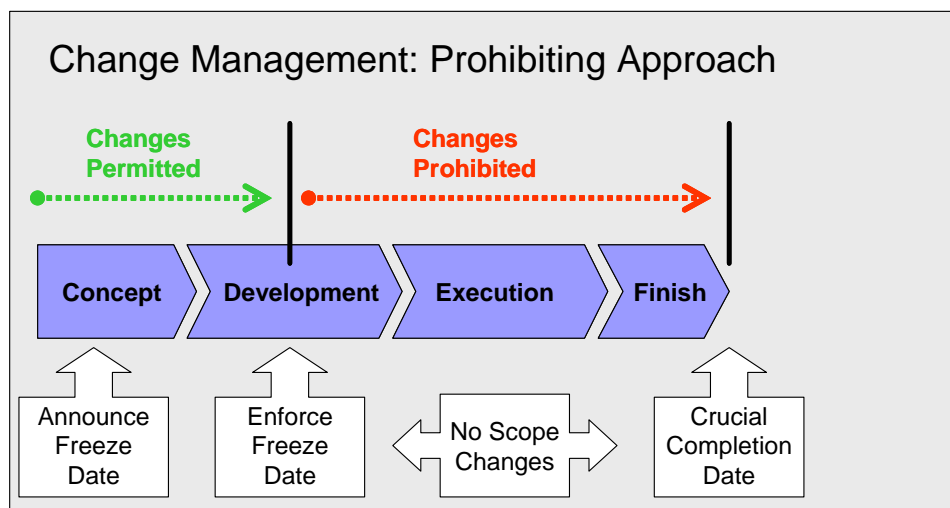 Change Management: Prohibiting Approach
Changes
Permitted
Changes
Prohibited
Concept
Development
Execution
Finish
Announce
Freeze
Date
Enforce
Freeze
Date
No Scope
Changes
Crucial
Completion
Date